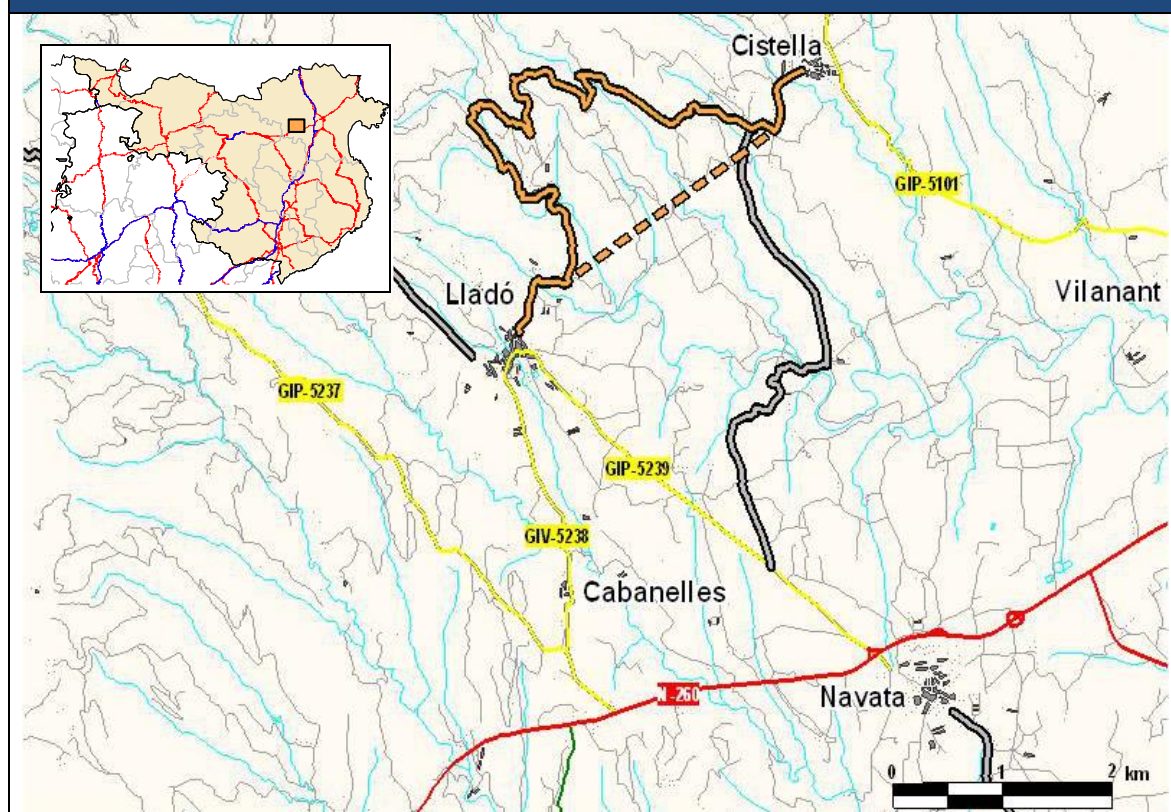 Cistella
GIP-5101
Lladó
Vilanant
GIP-5237
GIP-5239
GIV-5238
Cabanelles
N-260
Navata
0 1 2 km